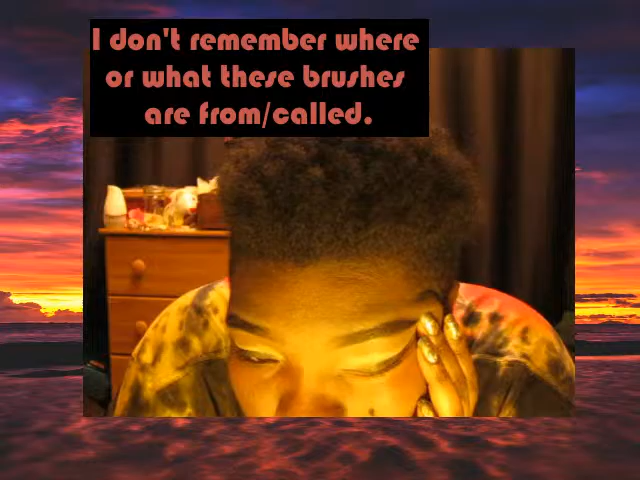 I don't remember where
or what these brushes
are from/called.